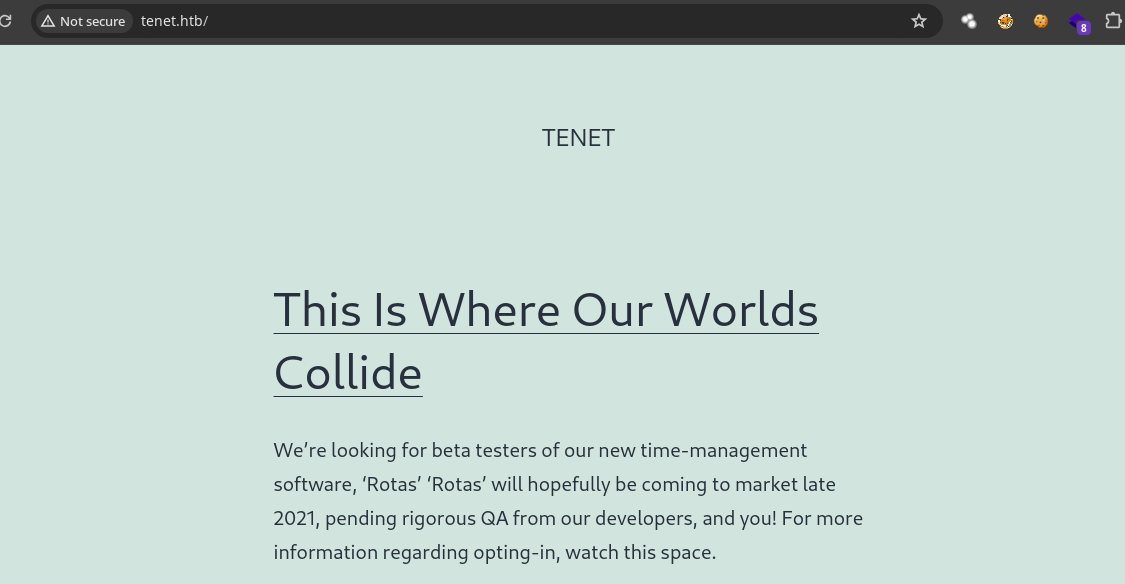 Not secure tenet.htb/
8
TENET
This Is Where Our Worlds
Collide
We’re looking for beta testers of our new time-management
software, ‘Rotas’ ‘Rotas’ will hopefully be coming to market late
2021, pending rigorous QA from our developers, and you! For more
information regarding opting-in, watch this space.